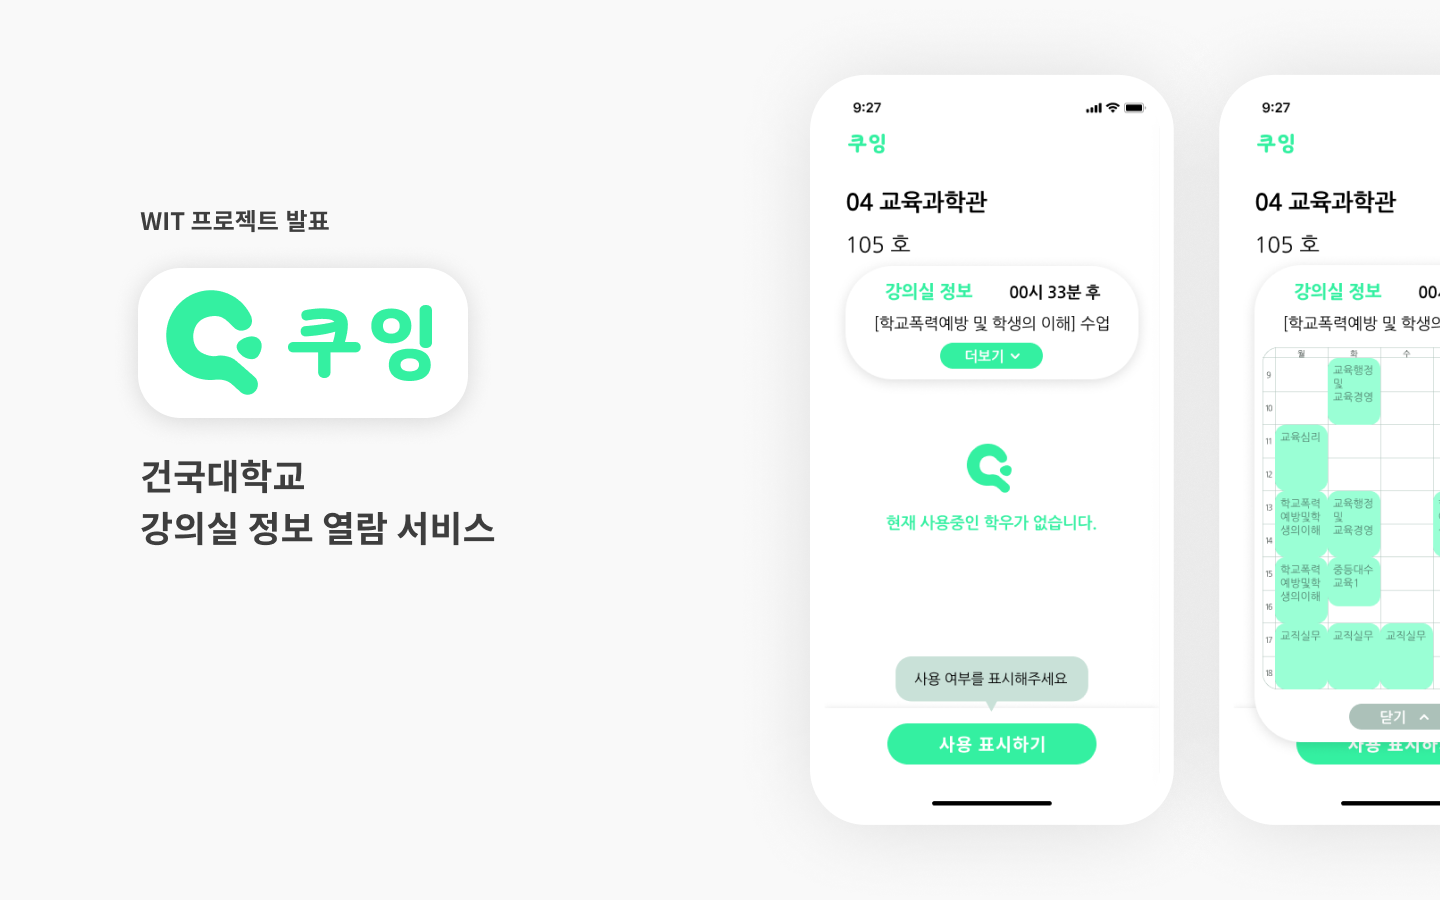 WIT 프로젝트 발표
쿠잉
건국대학교
강의실 정보 열람 서비스
9:27
쿠잉
04 교육과학관
105 호
강의실 정보 00시 33분 후
[학교폭력예방 및 학생의 이해] 수업
더보기
현재 사용중인 학우가 없습니다.
사용 여부를 표시해주세요
사용 표시하기
9:27
쿠잉
04 교육과학관
105 호
강의실 정보 00
[학교폭력예방 및 학생의
월 화 수
9
교육행정
및
교육경영
10
11
교육심리
12
13
학교폭력
예방및학
생의이해
교육행정
및
교육경영
14
15
학교폭력
예방및학
생의이해
중등대수
교육1
16
17
교직실무 교직실무 교직실무
18
닫기
사용 표시하